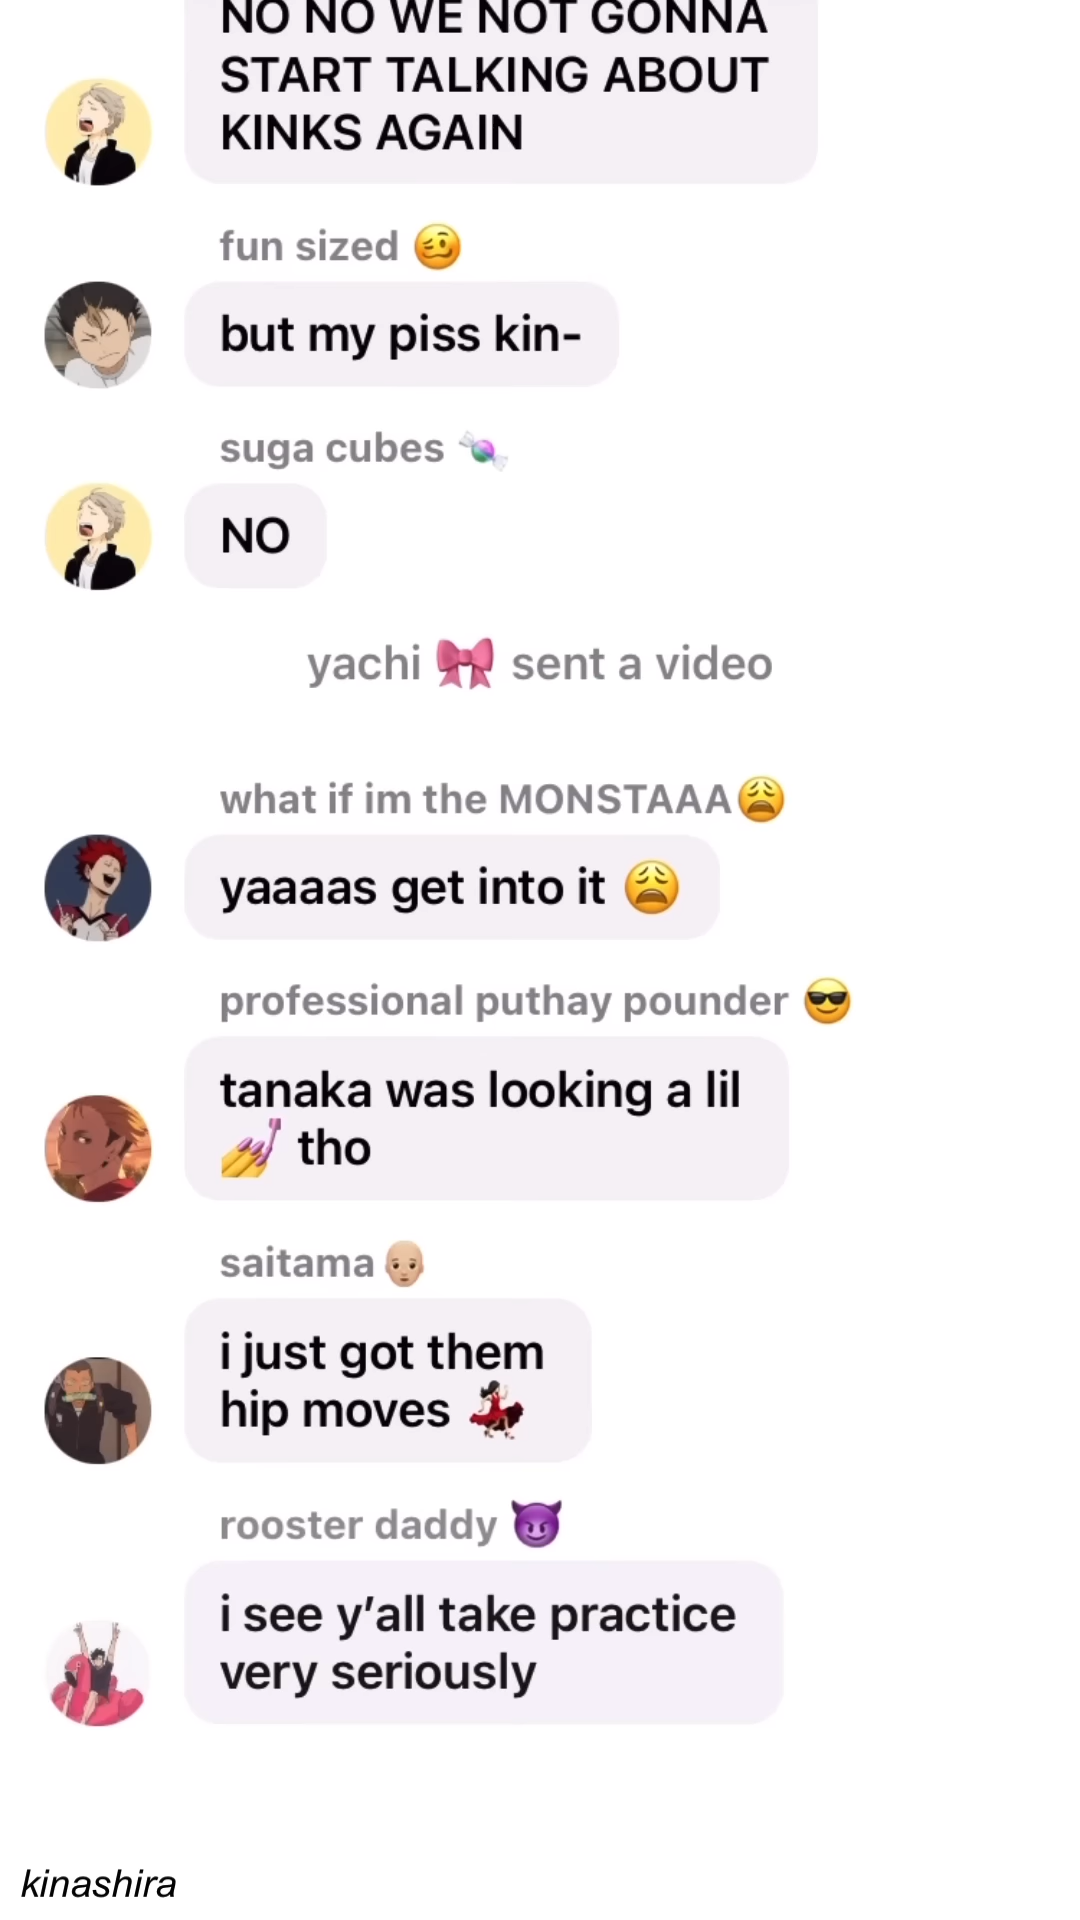 NO NO WE NOT GONNA
START TALKING ABOUT
KINKS AGAIN
fun sized 🥴
but my piss kin-
suga cubes 🍬
NO
yachi 🎀 sent a video
what if im the MONSTAAA😩
yaaaas get into it 😩
professional puthay pounder 😎
tanaka was looking a lil
💅 tho
saitama👨🏼‍🦲
i just got them
hip moves 💃🏻
rooster daddy 😈
i see y’all take practice
very seriously
kinashira